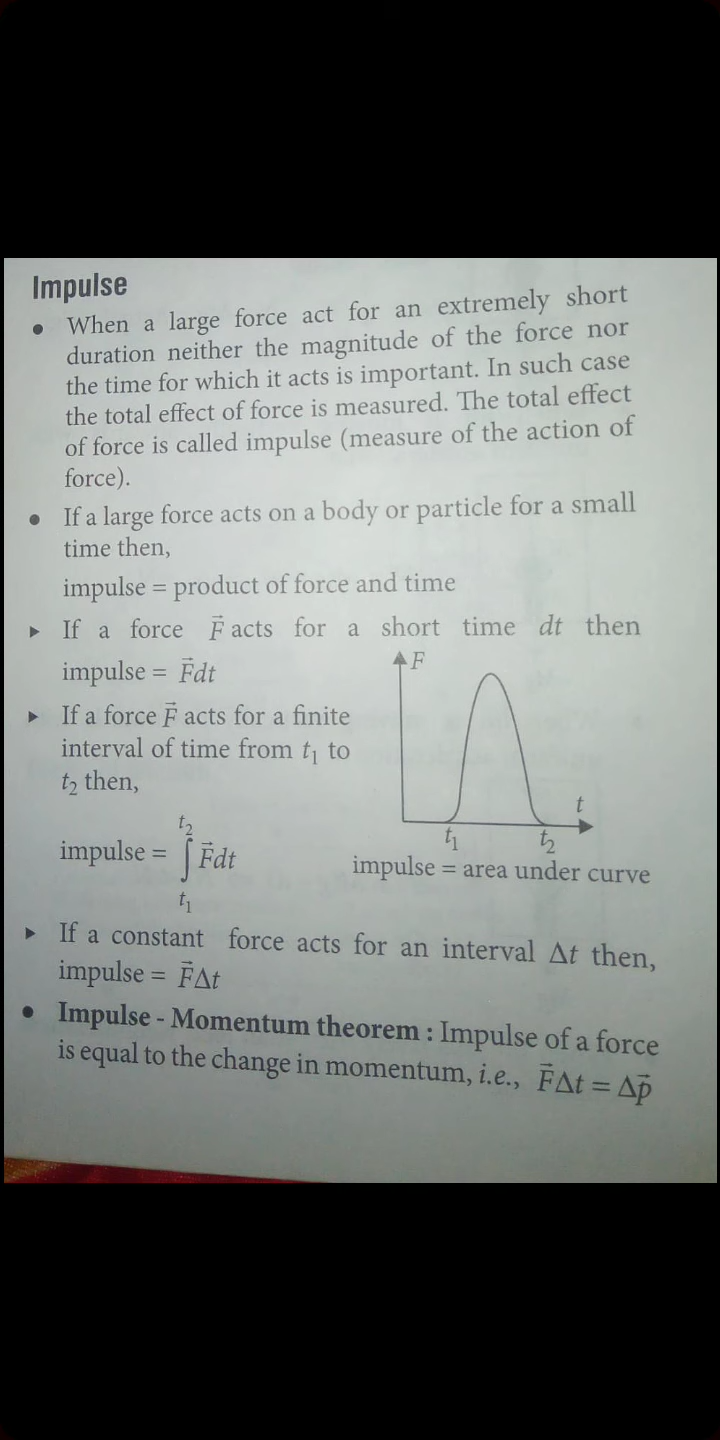 Impulse
• When a large force act for an extremely short
duration neither the magnitude of the force nor
the time for which it acts is important. In such case
the total effect of force is measured. The total effect
of force is called impulse (measure of the action of
force).
• If a large force acts on a body or particle for a small
time then,
impulse = product of force and time
▸ If a force F⃗ acts for a short time dt then
impulse = F⃗dt
▸ If a force F⃗ acts for a finite
interval of time from t₁ to
t₂ then,
t₂
impulse = ∫ F⃗dt
t₁
F
t
t₁ t₂
impulse = area under curve
▸ If a constant force acts for an interval Δt then,
impulse = F⃗Δt
• Impulse - Momentum theorem : Impulse of a force
is equal to the change in momentum, i.e., F⃗Δt = Δp⃗